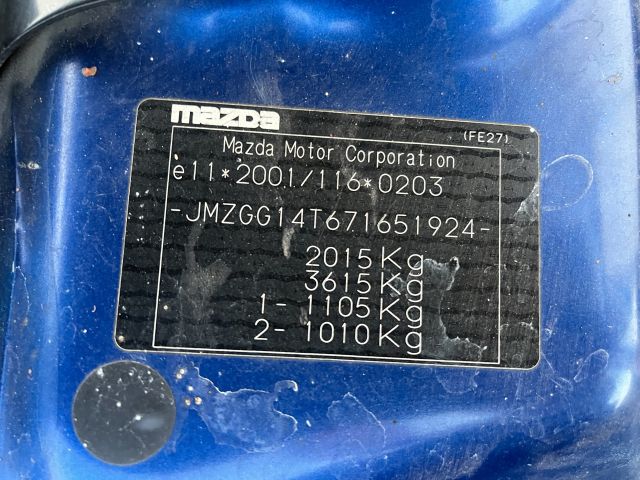 mazda
(FE27)
Mazda Motor Corporation
e11*2001/116*0203
-JMZGG14T671651924-
2015Kg
3615Kg
1- 1105Kg
2- 1010Kg